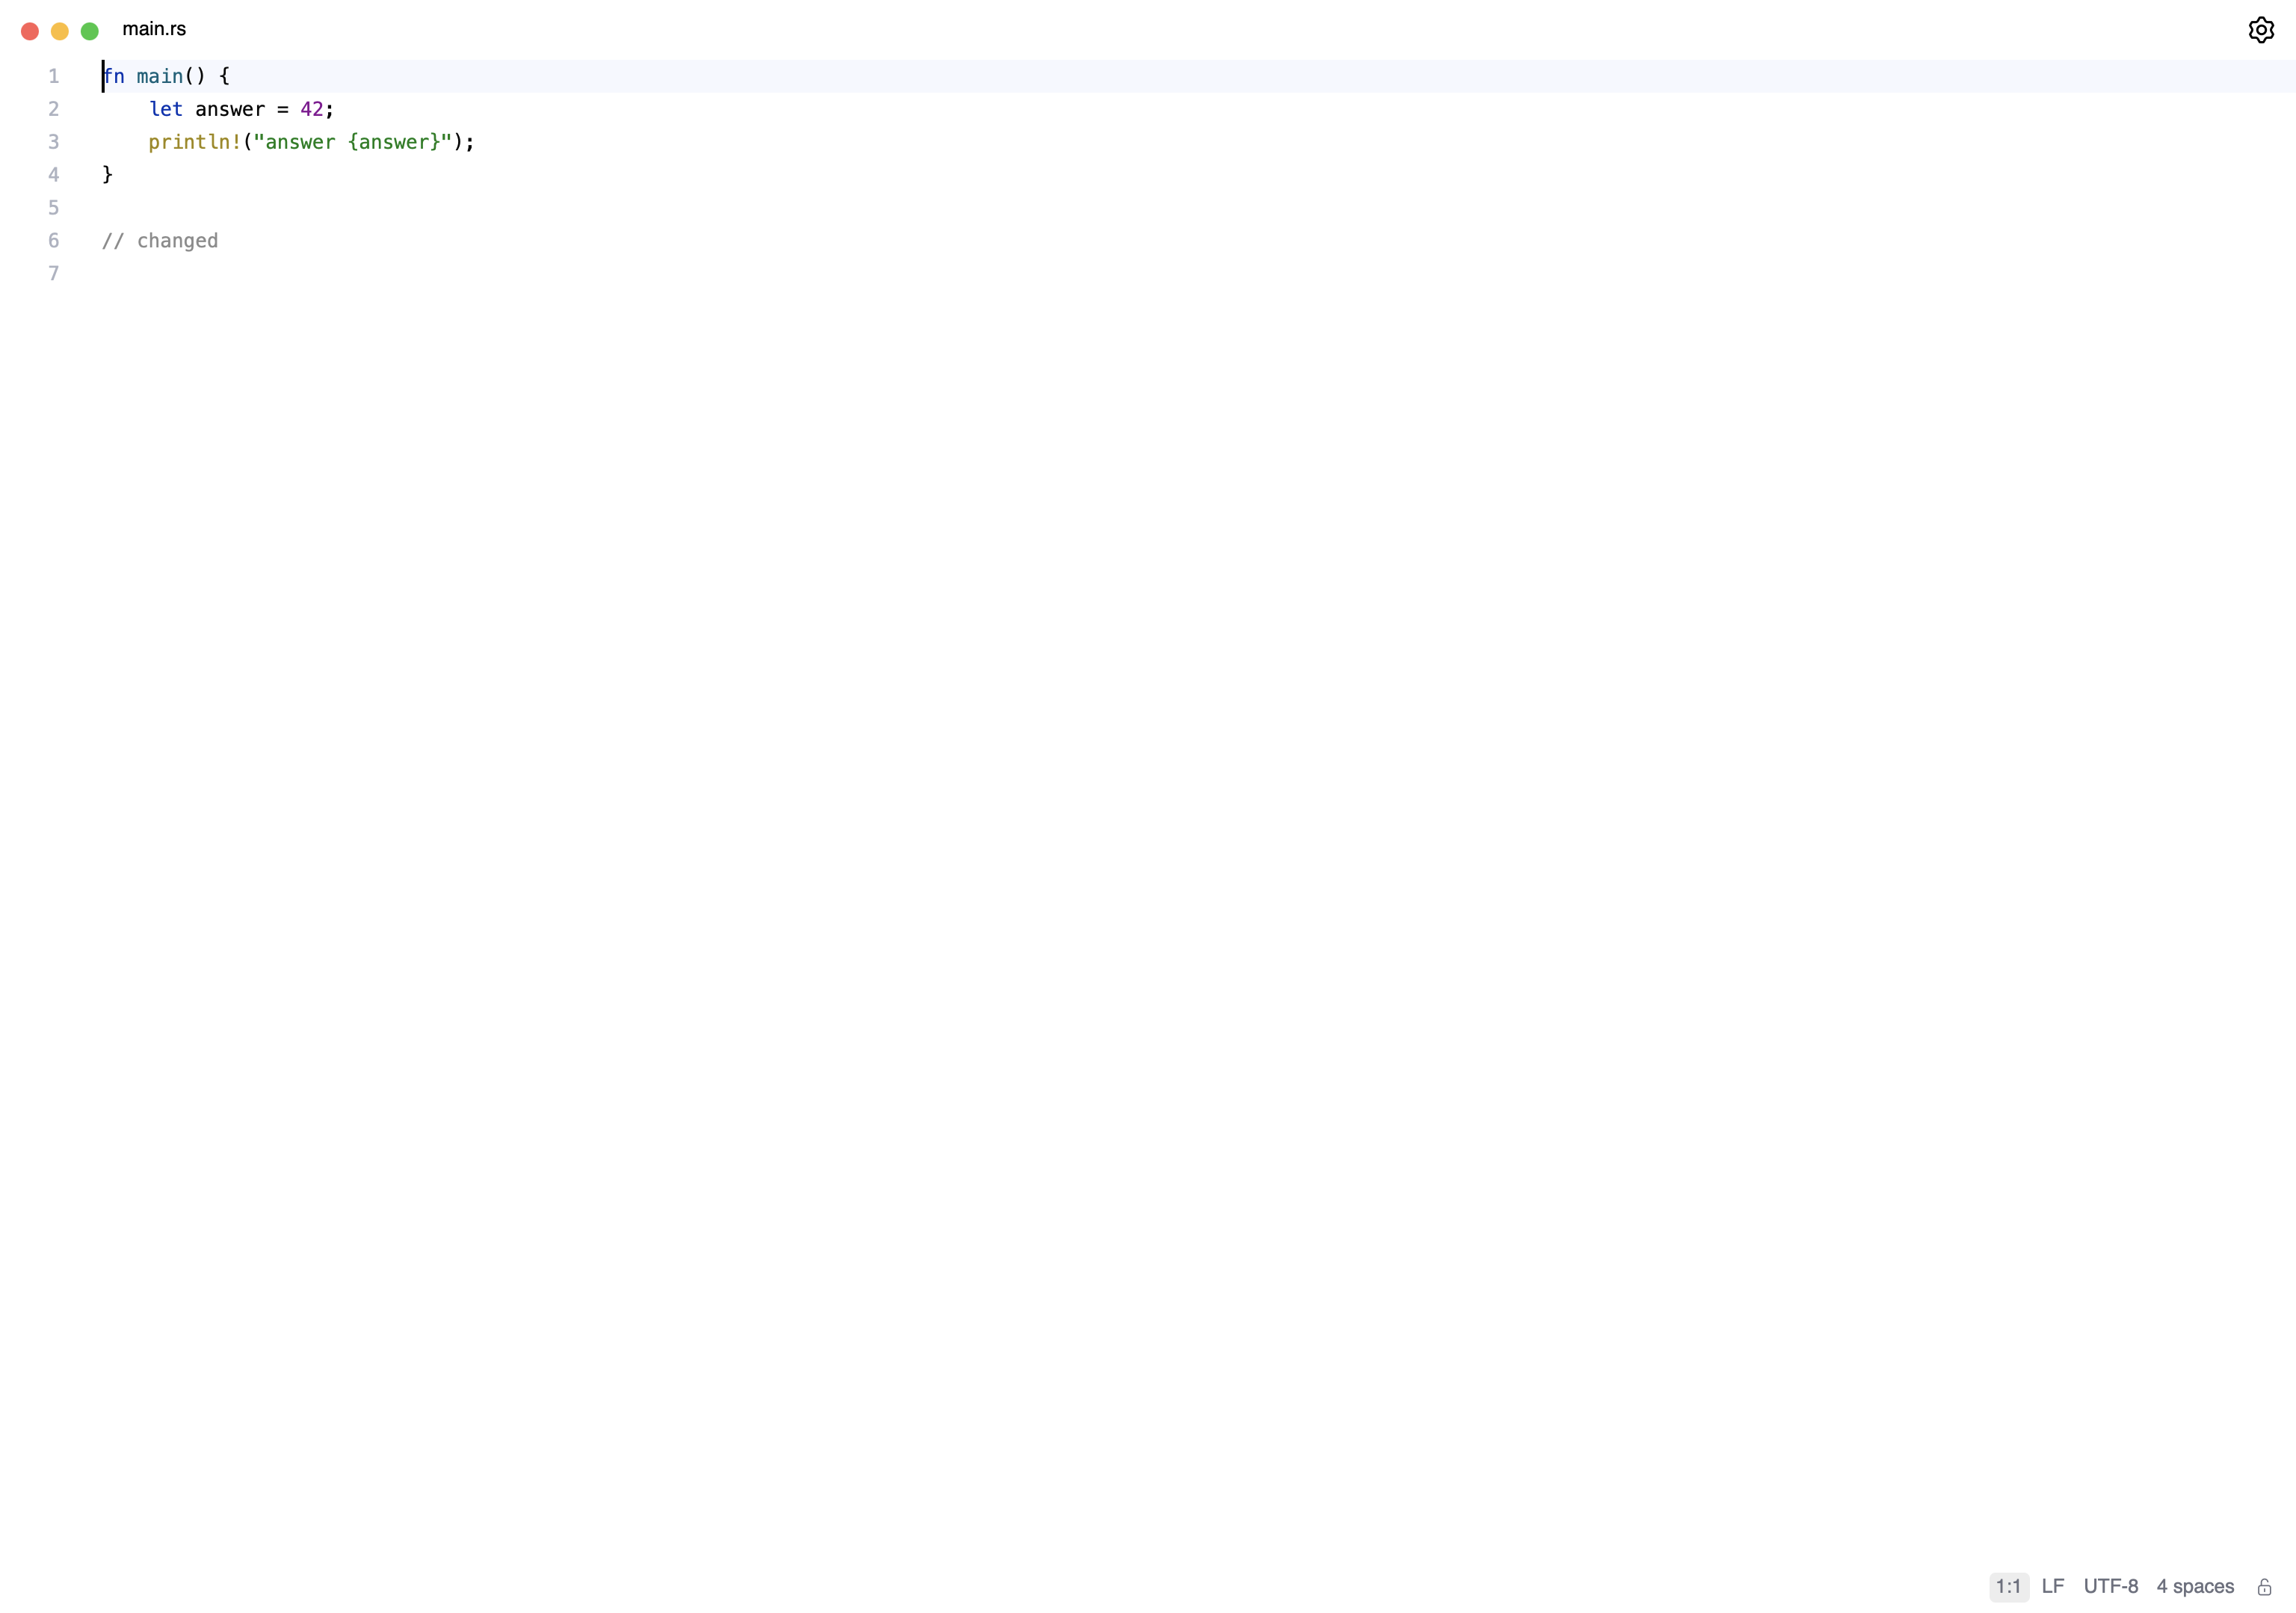 main.rs
1 fn main() {
2     let answer = 42;
3     println!("answer {answer}");
4 }
5
6 // changed
7
1:1 LF UTF-8 4 spaces